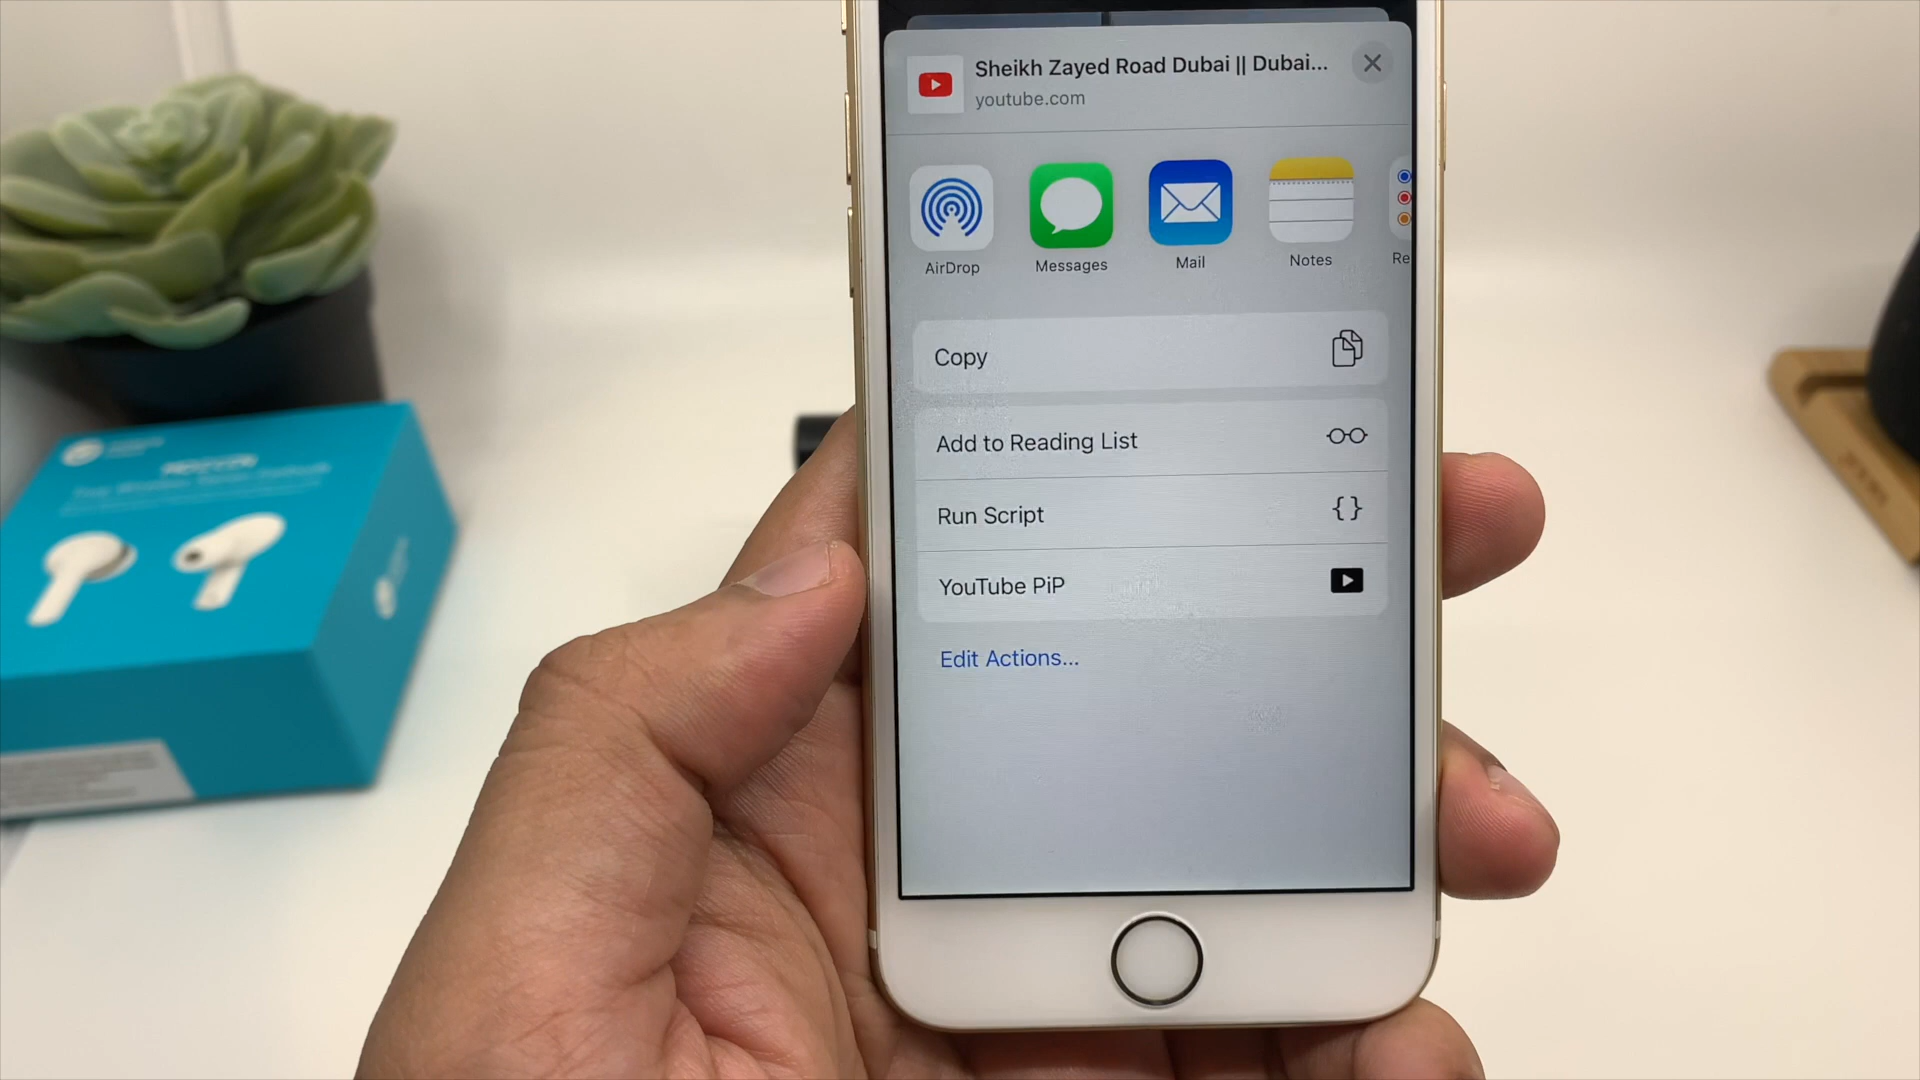 Sheikh Zayed Road Dubai || Dubai...
youtube.com
AirDrop
Messages
Mail
Notes
Re
Copy
Add to Reading List
Run Script
{}
YouTube PiP
Edit Actions...